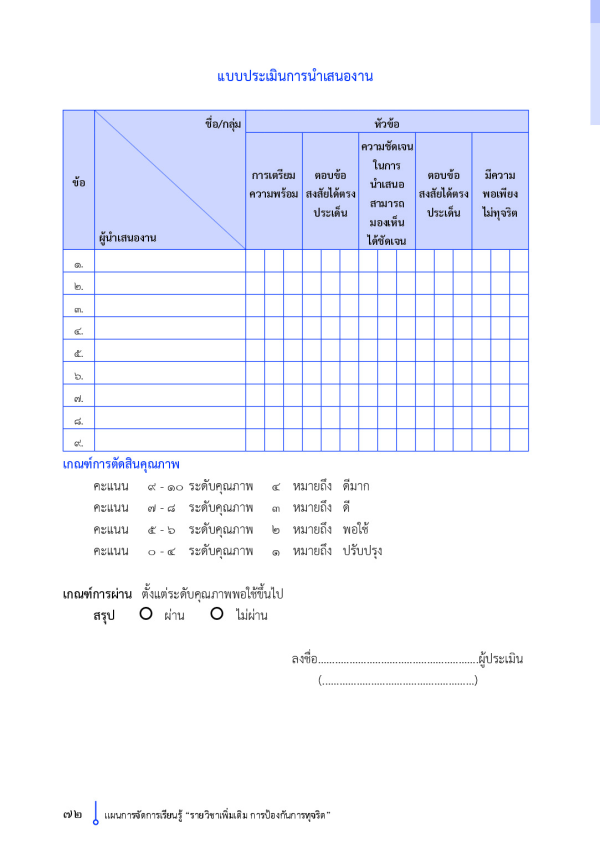 แบบประเมินการนำเสนองาน
ชื่อ/กลุ่ม
หัวข้อ
ข้อ
ผู้นำเสนองาน
การเตรียม
ความพร้อม
ตอบข้อ
สงสัยได้ตรง
ประเด็น
ความชัดเจน
ในการ
นำเสนอ
สามารถ
มองเห็น
ได้ชัดเจน
ตอบข้อ
สงสัยได้ตรง
ประเด็น
มีความ
พอเพียง
ไม่ทุจริต
๑.
๒.
๓.
๔.
๕.
๖.
๗.
๘.
๙.
เกณฑ์การตัดสินคุณภาพ
คะแนน ๙ - ๑๐ ระดับคุณภาพ ๔ หมายถึง ดีมาก
คะแนน ๗ - ๘ ระดับคุณภาพ ๓ หมายถึง ดี
คะแนน ๕ - ๖ ระดับคุณภาพ ๒ หมายถึง พอใช้
คะแนน ๐ - ๔ ระดับคุณภาพ ๑ หมายถึง ปรับปรุง
เกณฑ์การผ่าน ตั้งแต่ระดับคุณภาพพอใช้ขึ้นไป
สรุป ผ่าน ไม่ผ่าน
ลงชื่อ........................................................ผู้ประเมิน
(.....................................................)
๗๒ แผนการจัดการเรียนรู้ “รายวิชาเพิ่มเติม การป้องกันการทุจริต”